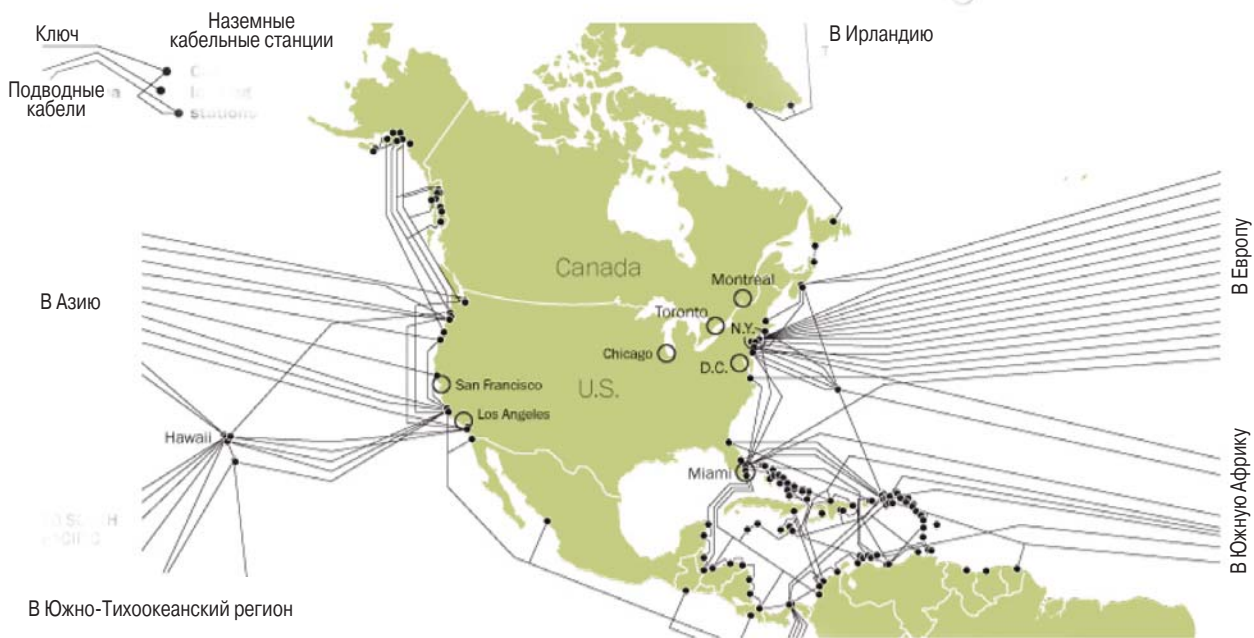 Ключ
Наземные
кабельные станции
Подводные
кабели
stations
В Ирландию
В Европу
В Азию
Canada
Montreal
Toronto
N.Y.
Chicago
D.C.
U.S.
San Francisco
Los Angeles
Hawaii
Miami
В Южную Африку
В Южно-Тихоокеанский регион